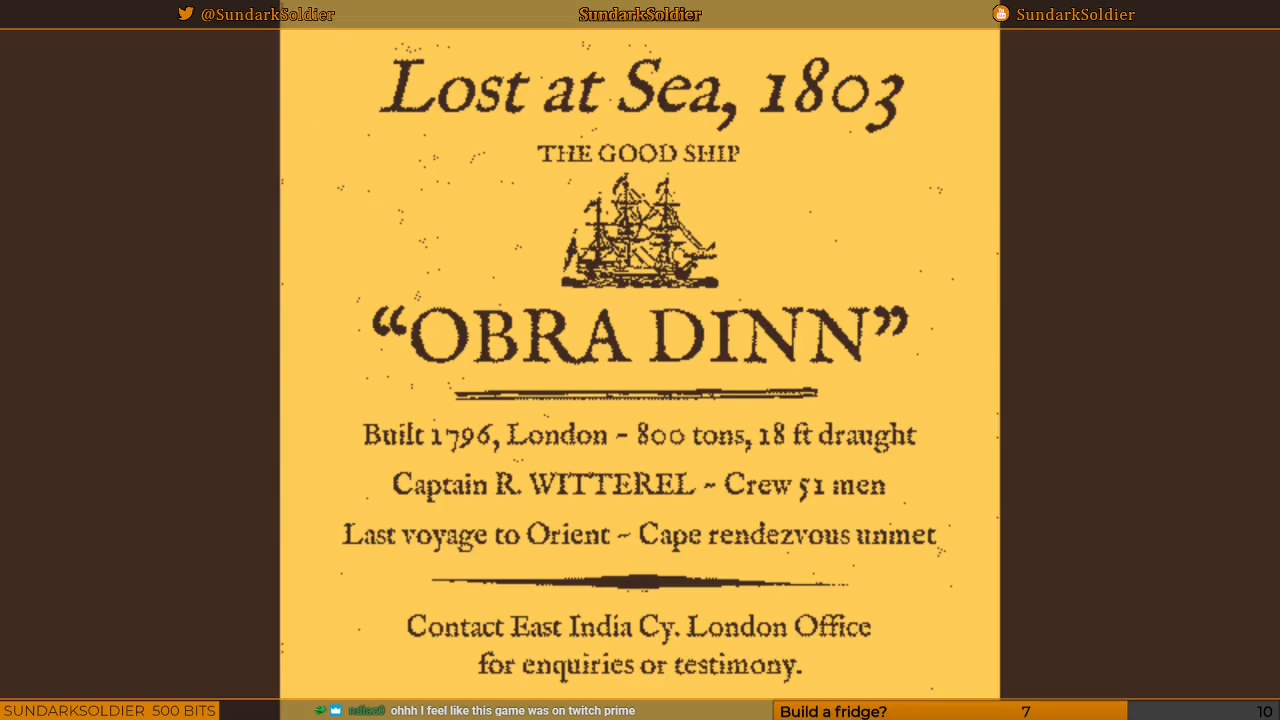 @SundarkSoldier SundarkSoldier SundarkSoldier
Lost at Sea, 1803
THE GOOD SHIP
“OBRA DINN”
Built 1796, London ~ 800 tons, 18 ft draught
Captain R. WITTEREL ~ Crew 51 men
Last voyage to Orient ~ Cape rendezvous unmet
Contact East India Cy. London Office
for enquiries or testimony.
SUNDARKSOLDIER 500 BITS
ohhh I feel like this game was on twitch prime
Build a fridge? 7 10